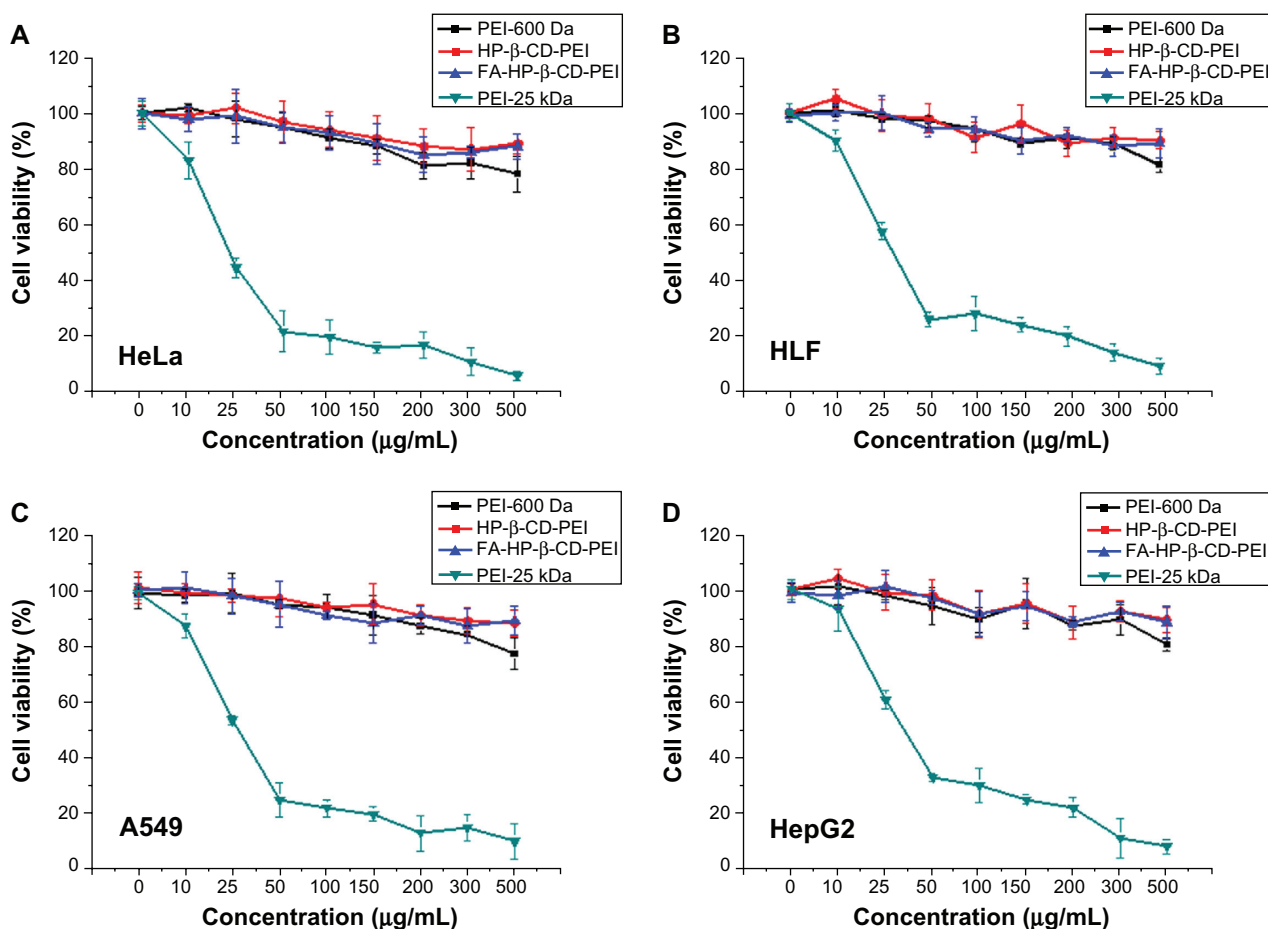 A
PEI-600 Da
HP-β-CD-PEI
FA-HP-β-CD-PEI
PEI-25 kDa
120
100
80
60
40
20
0
Cell viability (%)
HeLa
0 10 25 50 100 150 200 300 500
Concentration (μg/mL)
B
PEI-600 Da
HP-β-CD-PEI
FA-HP-β-CD-PEI
PEI-25 kDa
120
100
80
60
40
20
0
Cell viability (%)
HLF
0 10 25 50 100 150 200 300 500
Concentration (μg/mL)
C
PEI-600 Da
HP-β-CD-PEI
FA-HP-β-CD-PEI
PEI-25 kDa
120
100
80
60
40
20
0
Cell viability (%)
A549
0 10 25 50 100 150 200 300 500
Concentration (μg/mL)
D
PEI-600 Da
HP-β-CD-PEI
FA-HP-β-CD-PEI
PEI-25 kDa
120
100
80
60
40
20
0
Cell viability (%)
HepG2
0 10 25 50 100 150 200 300 500
Concentration (μg/mL)